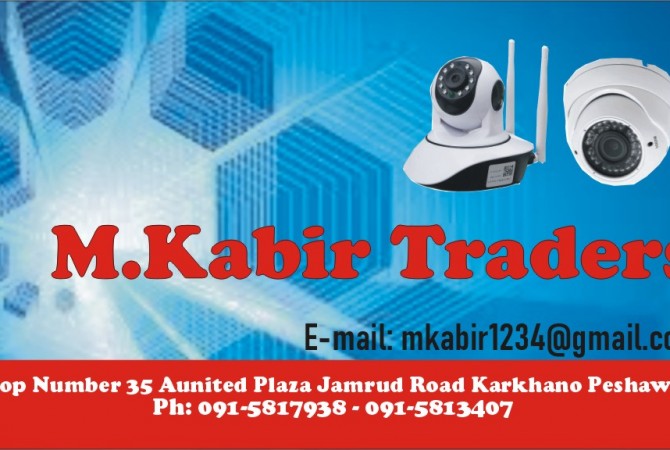 M.Kabir Traders
E-mail: mkabir1234@gmail.co
op Number 35 Aunited Plaza Jamrud Road Karkhano Peshaw
Ph: 091-5817938 - 091-5813407